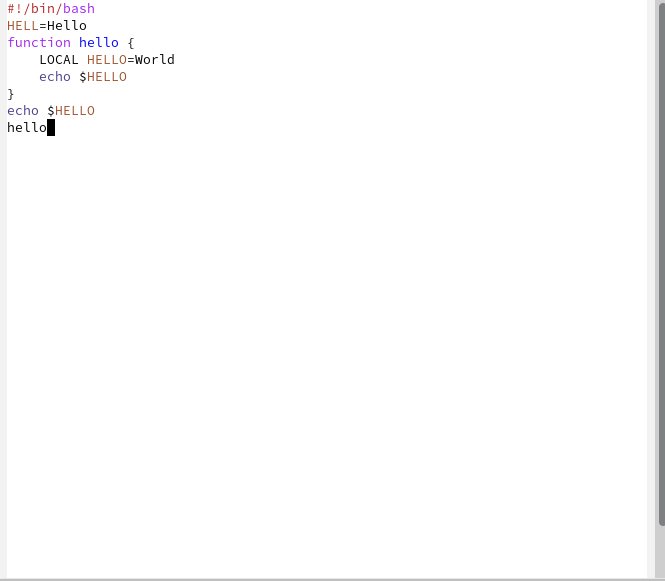 #!/bin/bash
HELL=Hello
function hello {
    LOCAL HELLO=World
    echo $HELLO
}
echo $HELLO
hello